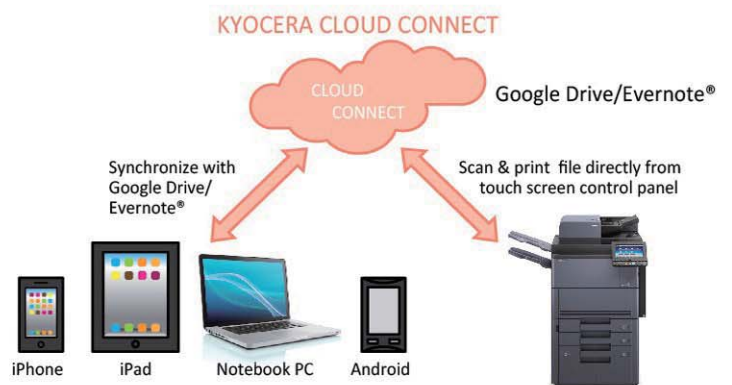 KYOCERA CLOUD CONNECT
CLOUD
CONNECT
Google Drive/Evernote®
Synchronize with
Google Drive/
Evernote®
Scan & print file directly from
touch screen control panel
iPhone
iPad
Notebook PC
Android